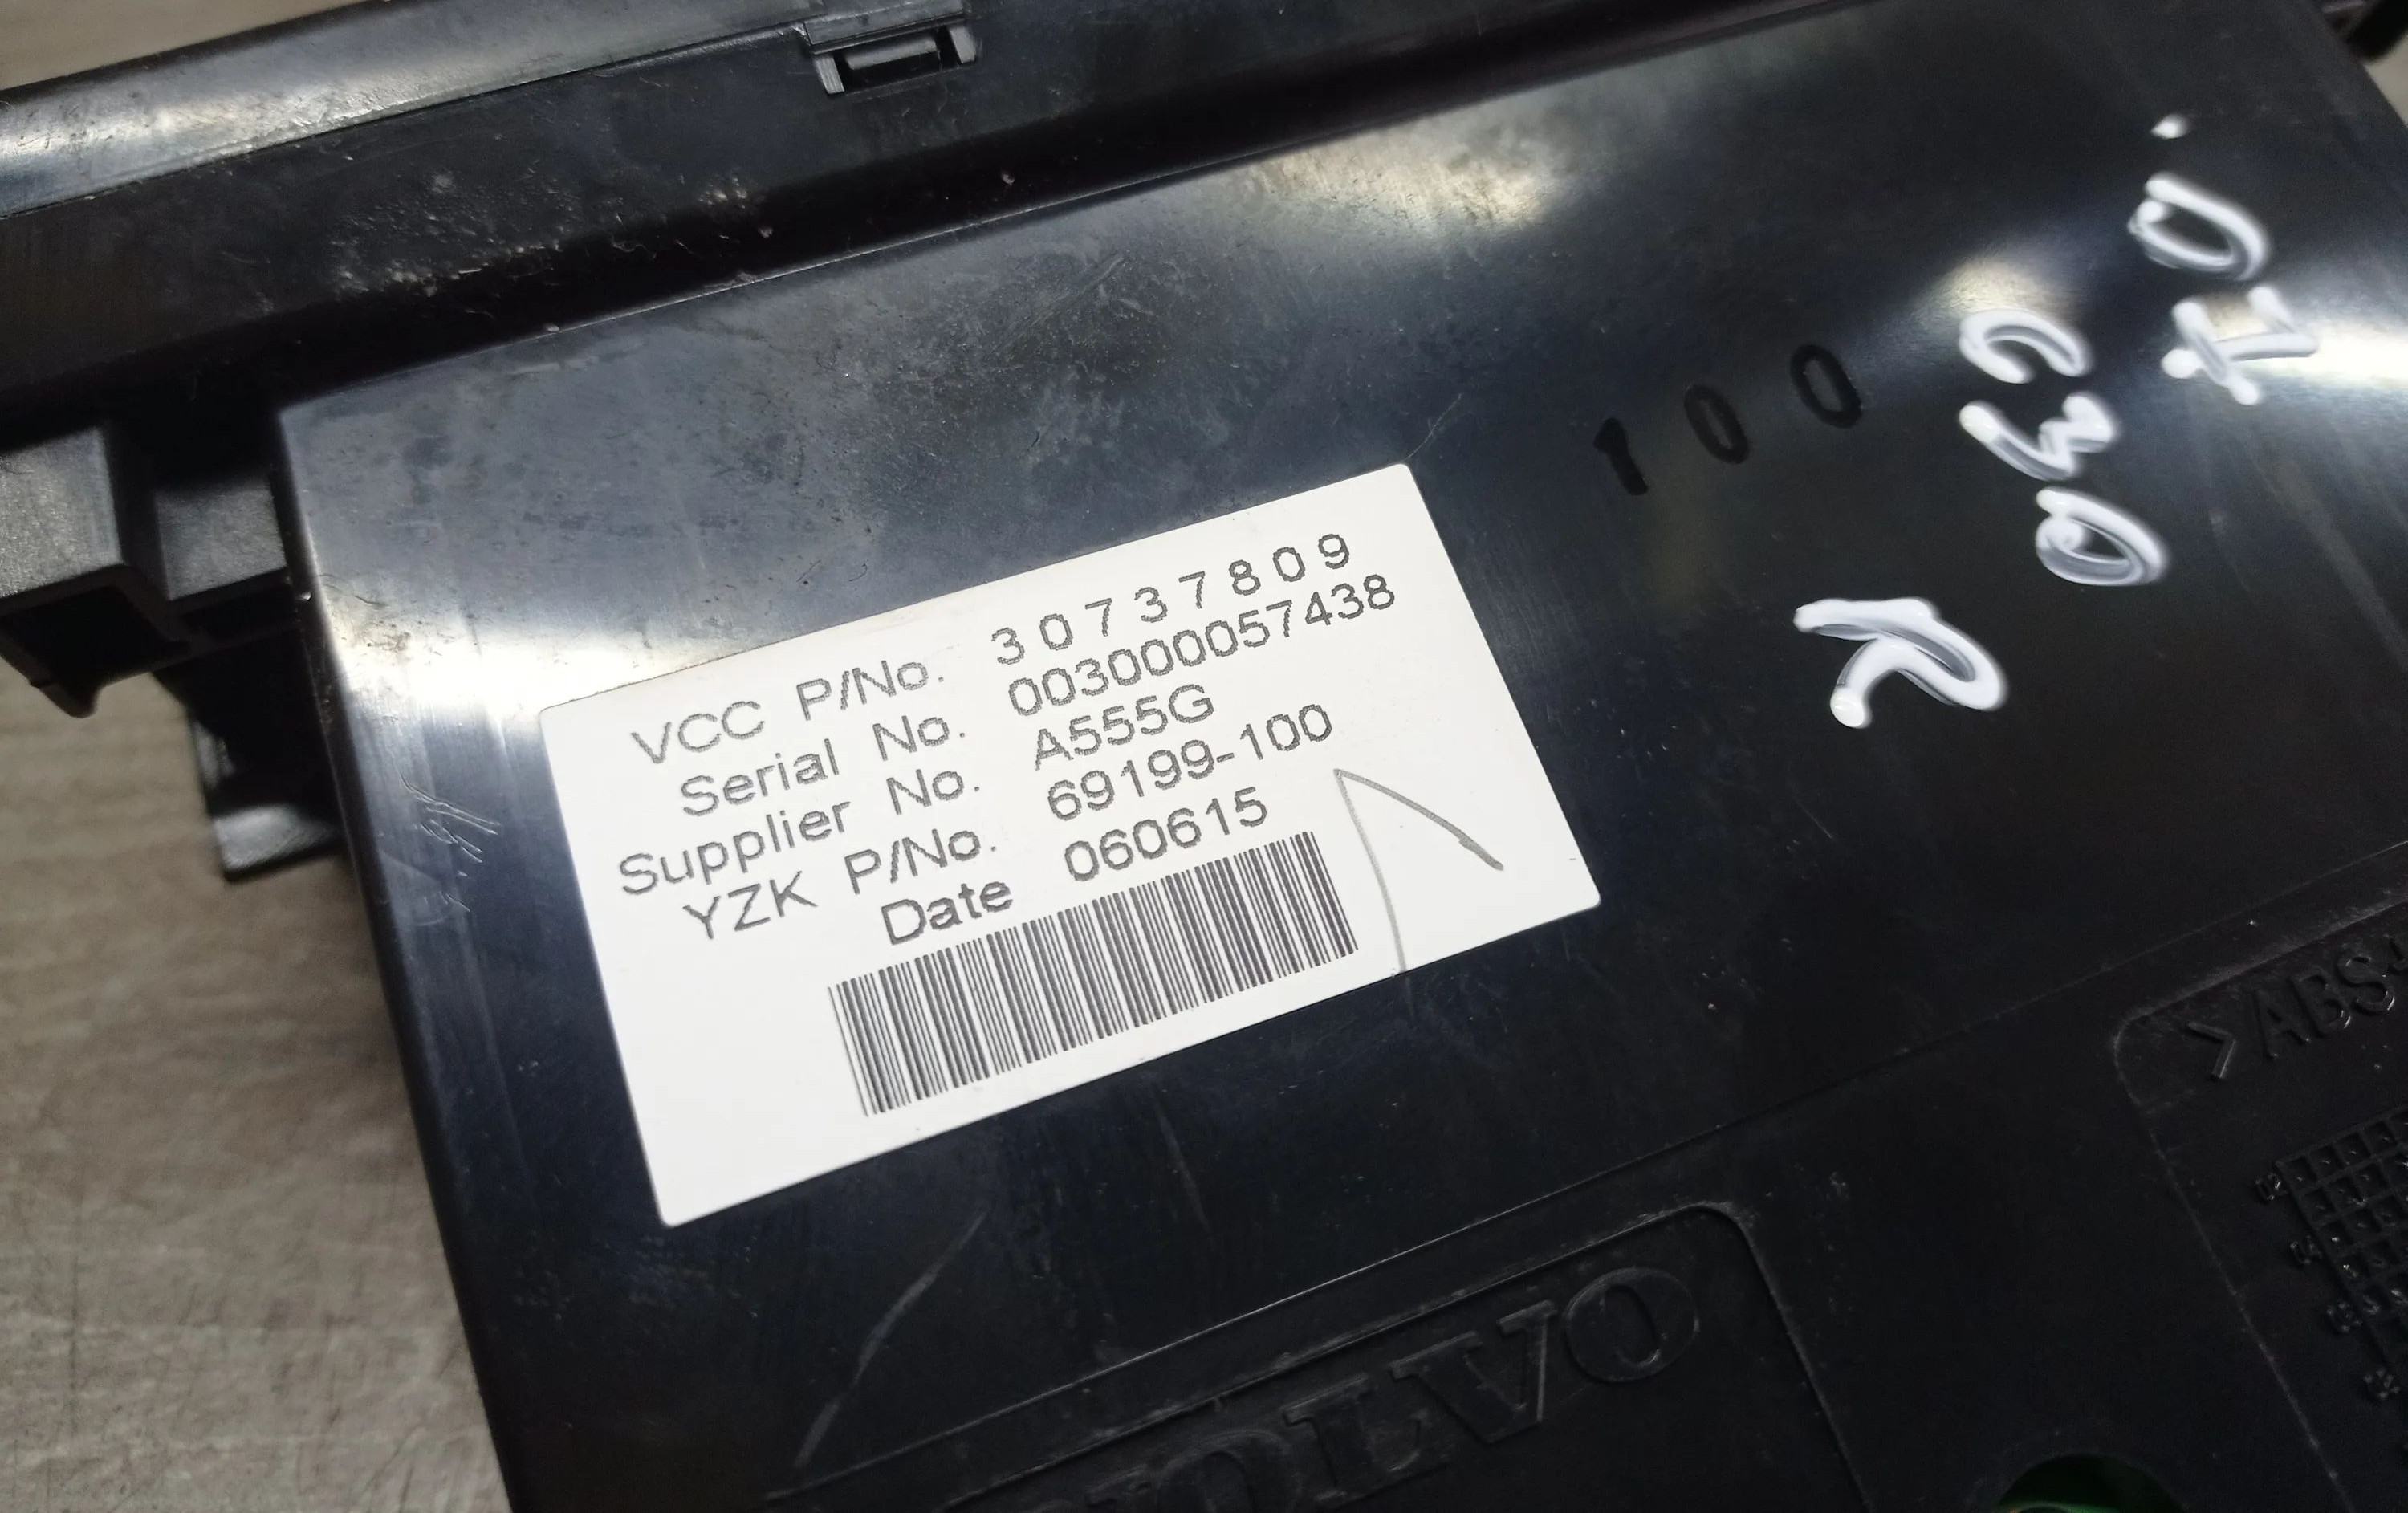 VCC P/No. 30737809
Serial No. 003000057438
Supplier No. A555G
YZK P/No. 69199-100
Date 060615
100
07
C30
R
>ABS+
VOLVO